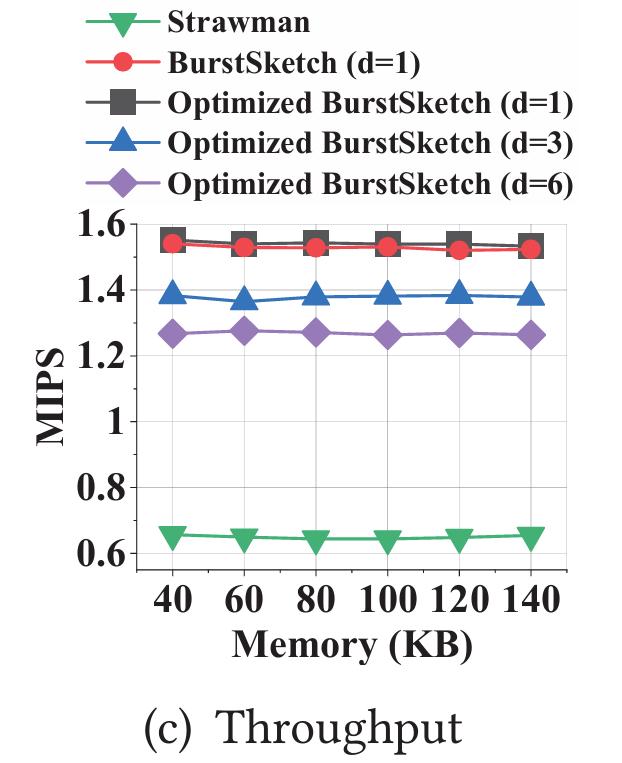 Strawman
BurstSketch (d=1)
Optimized BurstSketch (d=1)
Optimized BurstSketch (d=3)
Optimized BurstSketch (d=6)
1.6
1.4
1.2
1
0.8
0.6
MIPS
40 60 80 100 120 140
Memory (KB)
(c) Throughput